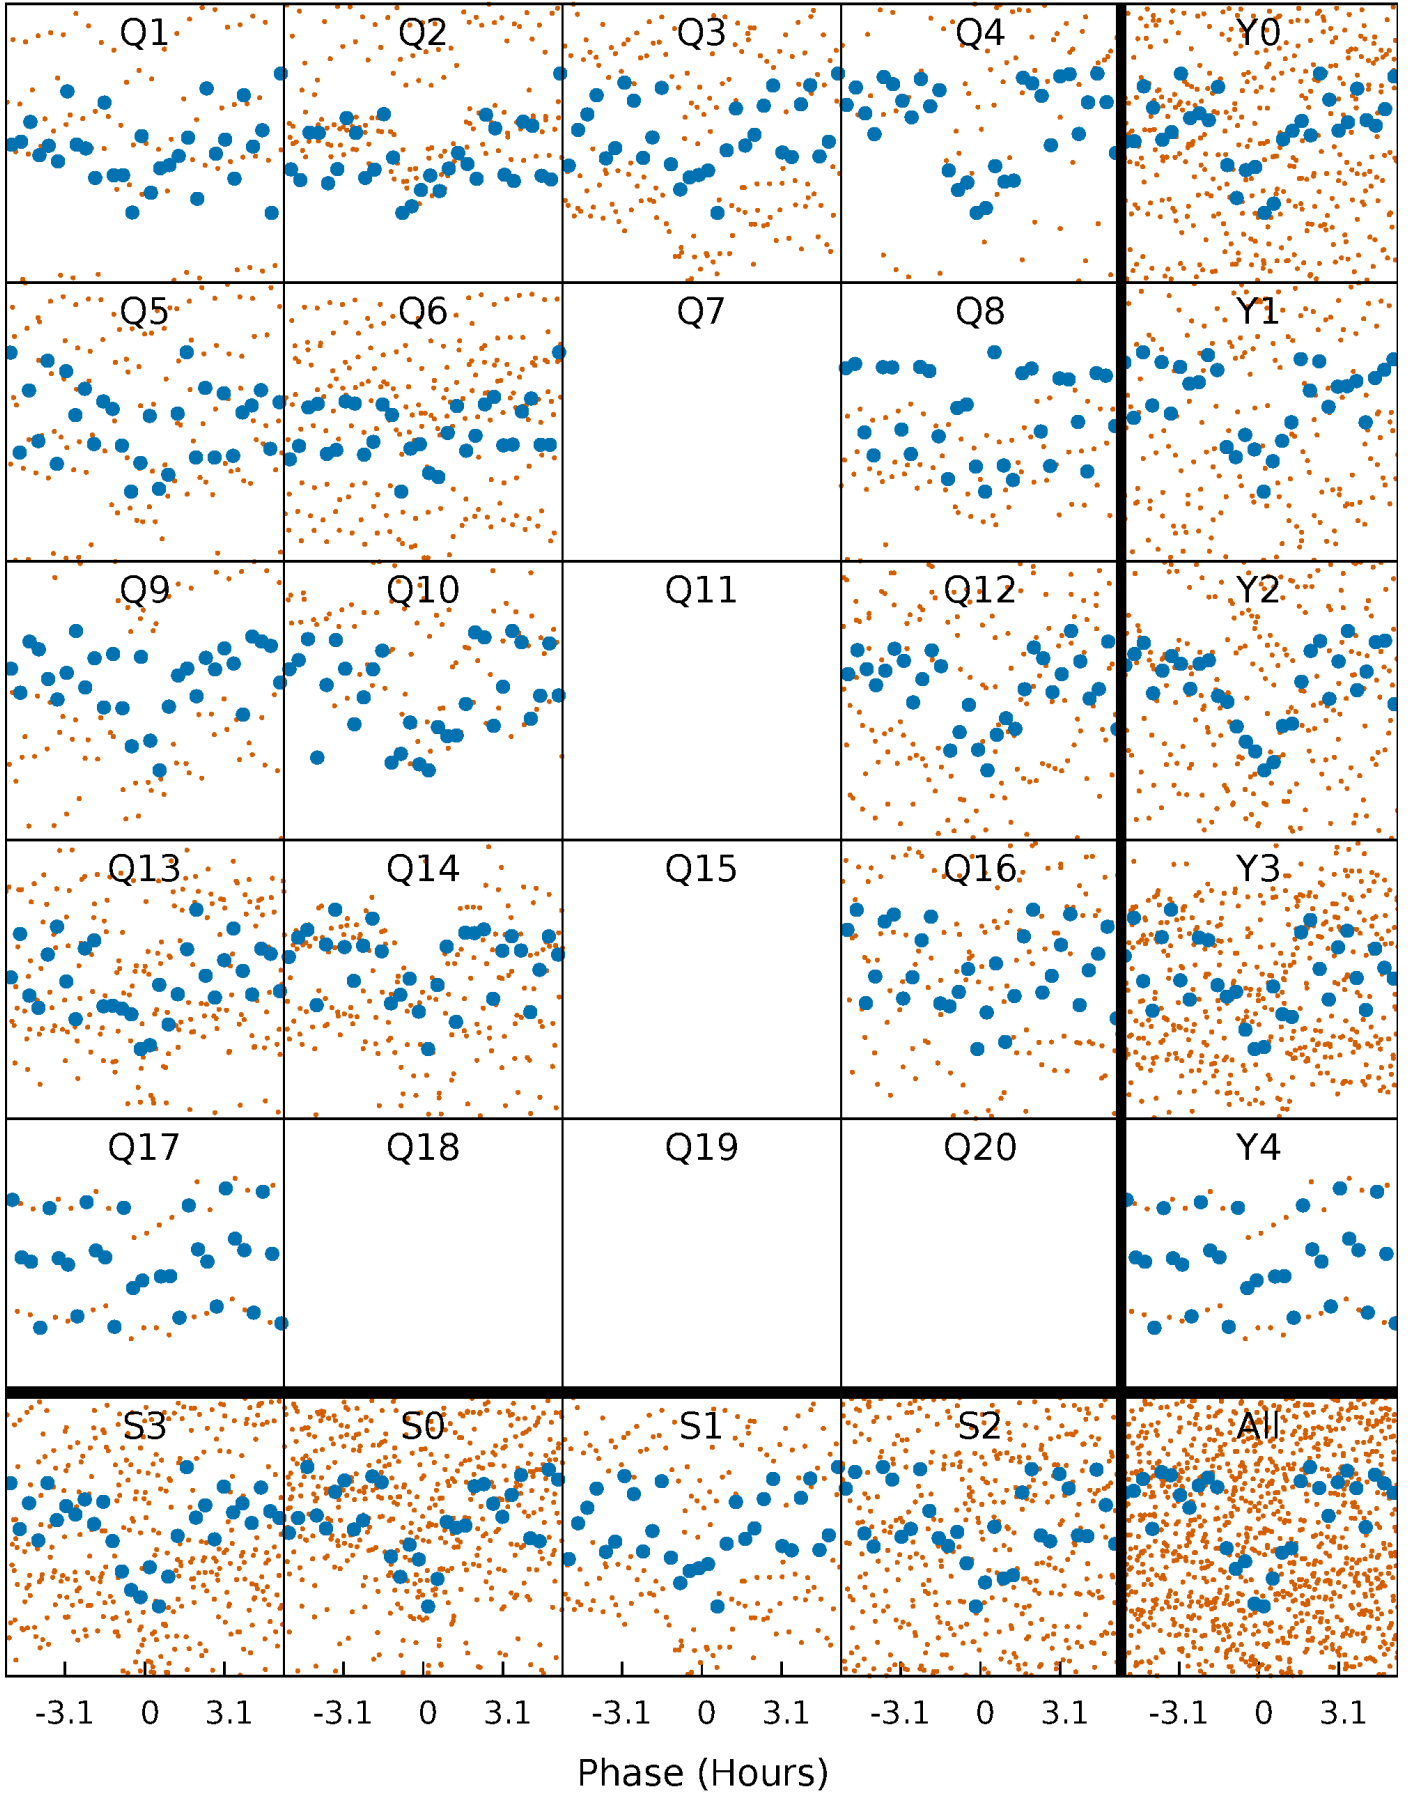 Q1 Q2 Q3 Q4 Y0
Q5 Q6 Q7 Q8 Y1
Q9 Q10 Q11 Q12 Y2
Q13 Q14 Q15 Q16 Y3
Q17 Q18 Q19 Q20 Y4
S3 S0 S1 S2 All
-3.1 0 3.1 -3.1 0 3.1 -3.1 0 3.1 -3.1 0 3.1 -3.1 0 3.1
Phase (Hours)